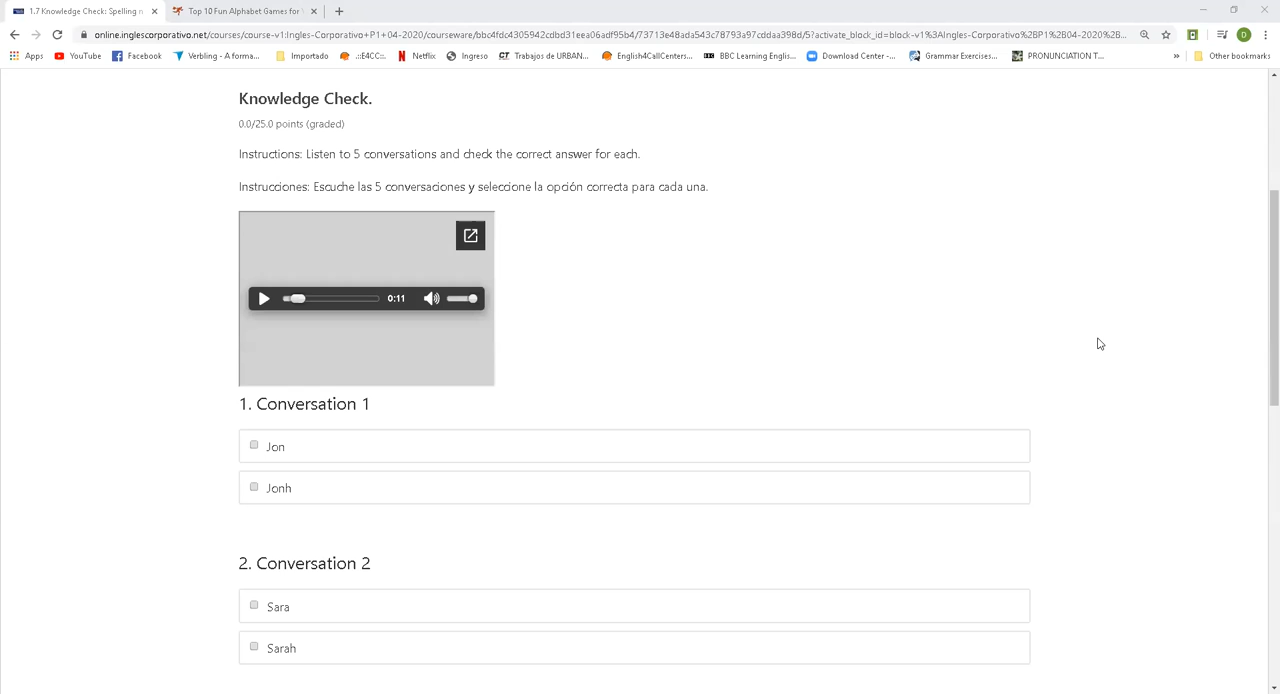 1.7 Knowledge Check: Spelling n
Top 10 Fun Alphabet Games for
online.inglescorporativo.net/courses/course-v1:Ingles-Corporativo+P1+04-2020/courseware/bbc4fdc4305942cdbd31eea06adf95b4/73713e48ada543c78793a97cddaa398d/5?activate_block_id=block-v1%3AIngles-Corporativo%2BP1%2B04-2020%2B...
Apps YouTube Facebook Verbling - A forma... Importado .::E4CC::. Netflix Ingreso CT Trabajos de URBAN... English4CallCenters... BBC BBC Learning Englis... Download Center -... Grammar Exercises... PRONUNCIATION T... » Other bookmarks
Knowledge Check.
0.0/25.0 points (graded)
Instructions: Listen to 5 conversations and check the correct answer for each.
Instrucciones: Escuche las 5 conversaciones y seleccione la opción correcta para cada una.
0:11
1. Conversation 1
Jon
Jonh
2. Conversation 2
Sara
Sarah